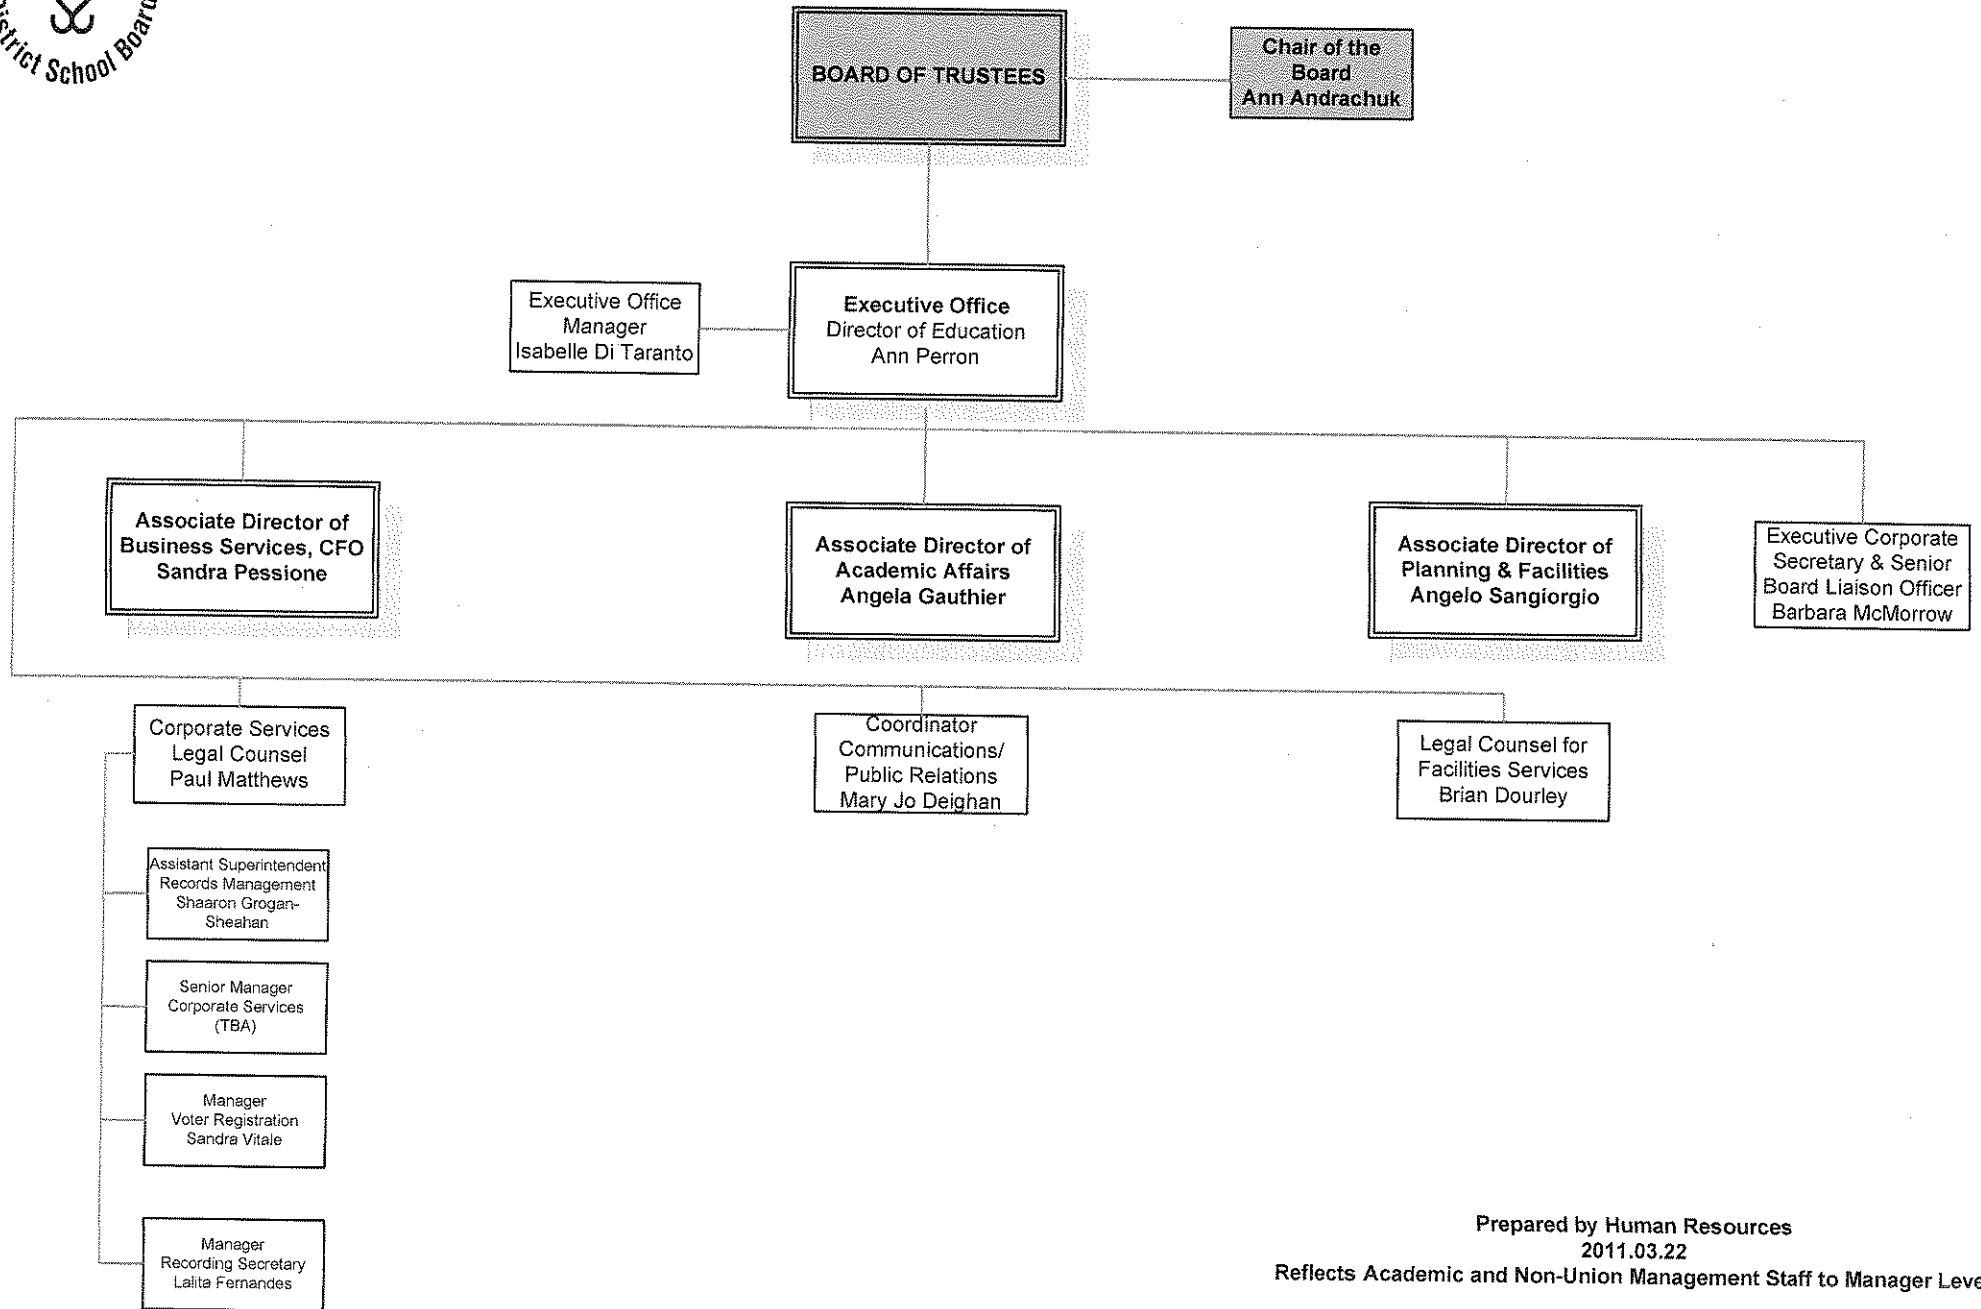 District School Board
BOARD OF TRUSTEES
Chair of the
Board
Ann Andrachuk
Executive Office
Manager
Isabelle Di Taranto
Executive Office
Director of Education
Ann Perron
Associate Director of
Business Services, CFO
Sandra Pessione
Associate Director of
Academic Affairs
Angela Gauthier
Associate Director of
Planning & Facilities
Angelo Sangiorgio
Executive Corporate
Secretary & Senior
Board Liaison Officer
Barbara McMorrow
Corporate Services
Legal Counsel
Paul Matthews
Coordinator
Communications/
Public Relations
Mary Jo Deighan
Legal Counsel for
Facilities Services
Brian Dourley
Assistant Superintendent
Records Management
Shaaron Grogan-
Sheahan
Senior Manager
Corporate Services
(TBA)
Manager
Voter Registration
Sandra Vitale
Manager
Recording Secretary
Lalita Fernandes
Prepared by Human Resources
2011.03.22
Reflects Academic and Non-Union Management Staff to Manager Leve